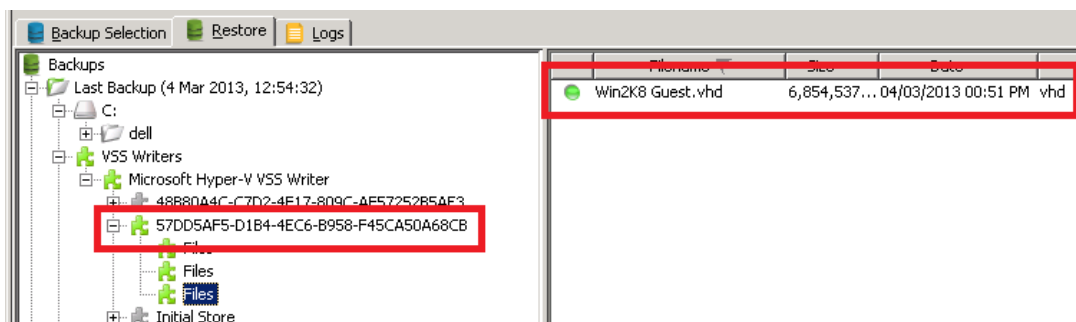 Backup Selection Restore Logs
Backups
Last Backup (4 Mar 2013, 12:54:32)
C:
dell
VSS Writers
Microsoft Hyper-V VSS Writer
48B80A4C-C7D2-4E17-809C-AF57252B5AE3
57DD5AF5-D1B4-4EC6-B958-F45CA50A68CB
Files
Files
Files
Initial Store
Filename Size Date
Win2K8 Guest.vhd 6,854,537... 04/03/2013 00:51 PM vhd